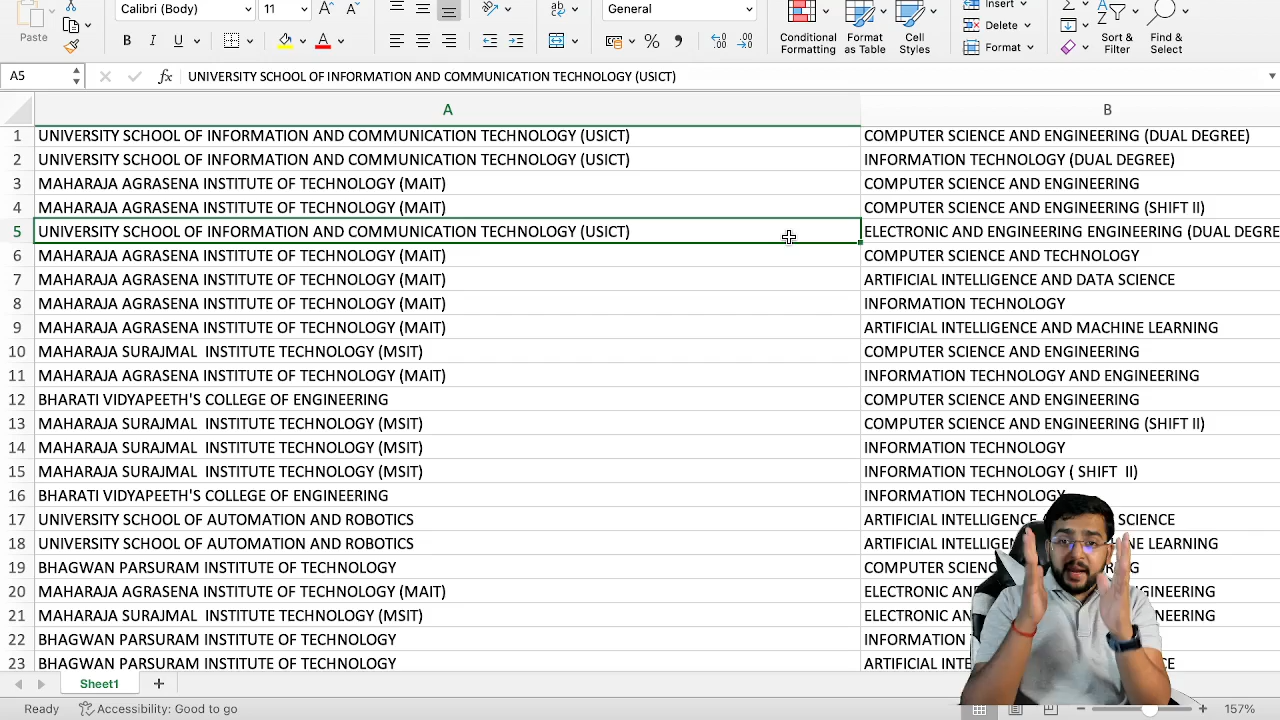 Paste
Calibri (Body)
11
A
A
B
I
U
A
ab
General
%
Conditional
Formatting
Format
as Table
Cell
Styles
Insert
Delete
Format
Sort &
Filter
Find &
Select
A5
fx
UNIVERSITY SCHOOL OF INFORMATION AND COMMUNICATION TECHNOLOGY (USICT)
A B
1 UNIVERSITY SCHOOL OF INFORMATION AND COMMUNICATION TECHNOLOGY (USICT) COMPUTER SCIENCE AND ENGINEERING (DUAL DEGREE)
2 UNIVERSITY SCHOOL OF INFORMATION AND COMMUNICATION TECHNOLOGY (USICT) INFORMATION TECHNOLOGY (DUAL DEGREE)
3 MAHARAJA AGRASENA INSTITUTE OF TECHNOLOGY (MAIT) COMPUTER SCIENCE AND ENGINEERING
4 MAHARAJA AGRASENA INSTITUTE OF TECHNOLOGY (MAIT) COMPUTER SCIENCE AND ENGINEERING (SHIFT II)
5 UNIVERSITY SCHOOL OF INFORMATION AND COMMUNICATION TECHNOLOGY (USICT) ELECTRONIC AND ENGINEERING ENGINEERING (DUAL DEGRE
6 MAHARAJA AGRASENA INSTITUTE OF TECHNOLOGY (MAIT) COMPUTER SCIENCE AND TECHNOLOGY
7 MAHARAJA AGRASENA INSTITUTE OF TECHNOLOGY (MAIT) ARTIFICIAL INTELLIGENCE AND DATA SCIENCE
8 MAHARAJA AGRASENA INSTITUTE OF TECHNOLOGY (MAIT) INFORMATION TECHNOLOGY
9 MAHARAJA AGRASENA INSTITUTE OF TECHNOLOGY (MAIT) ARTIFICIAL INTELLIGENCE AND MACHINE LEARNING
10 MAHARAJA SURAJMAL  INSTITUTE TECHNOLOGY (MSIT) COMPUTER SCIENCE AND ENGINEERING
11 MAHARAJA AGRASENA INSTITUTE OF TECHNOLOGY (MAIT) INFORMATION TECHNOLOGY AND ENGINEERING
12 BHARATI VIDYAPEETH'S COLLEGE OF ENGINEERING COMPUTER SCIENCE AND ENGINEERING
13 MAHARAJA SURAJMAL  INSTITUTE TECHNOLOGY (MSIT) COMPUTER SCIENCE AND ENGINEERING (SHIFT II)
14 MAHARAJA SURAJMAL  INSTITUTE TECHNOLOGY (MSIT) INFORMATION TECHNOLOGY
15 MAHARAJA SURAJMAL  INSTITUTE TECHNOLOGY (MSIT) INFORMATION TECHNOLOGY ( SHIFT  II)
16 BHARATI VIDYAPEETH'S COLLEGE OF ENGINEERING INFORMATION TECHNOLOGY
17 UNIVERSITY SCHOOL OF AUTOMATION AND ROBOTICS ARTIFICIAL INTELLIGENCE SCIENCE
18 UNIVERSITY SCHOOL OF AUTOMATION AND ROBOTICS ARTIFICIAL INTELLIGEN NE LEARNING
19 BHAGWAN PARSURAM INSTITUTE OF TECHNOLOGY COMPUTER SCIEN G
20 MAHARAJA AGRASENA INSTITUTE OF TECHNOLOGY (MAIT) ELECTRONIC AN GINEERING
21 MAHARAJA SURAJMAL  INSTITUTE TECHNOLOGY (MSIT) ELECTRONIC AN GINEERING
22 BHAGWAN PARSURAM INSTITUTE OF TECHNOLOGY INFORMATION
23 BHAGWAN PARSURAM INSTITUTE OF TECHNOLOGY ARTIFICIAL INTE CE
Sheet1
Ready
Accessibility: Good to go
157%